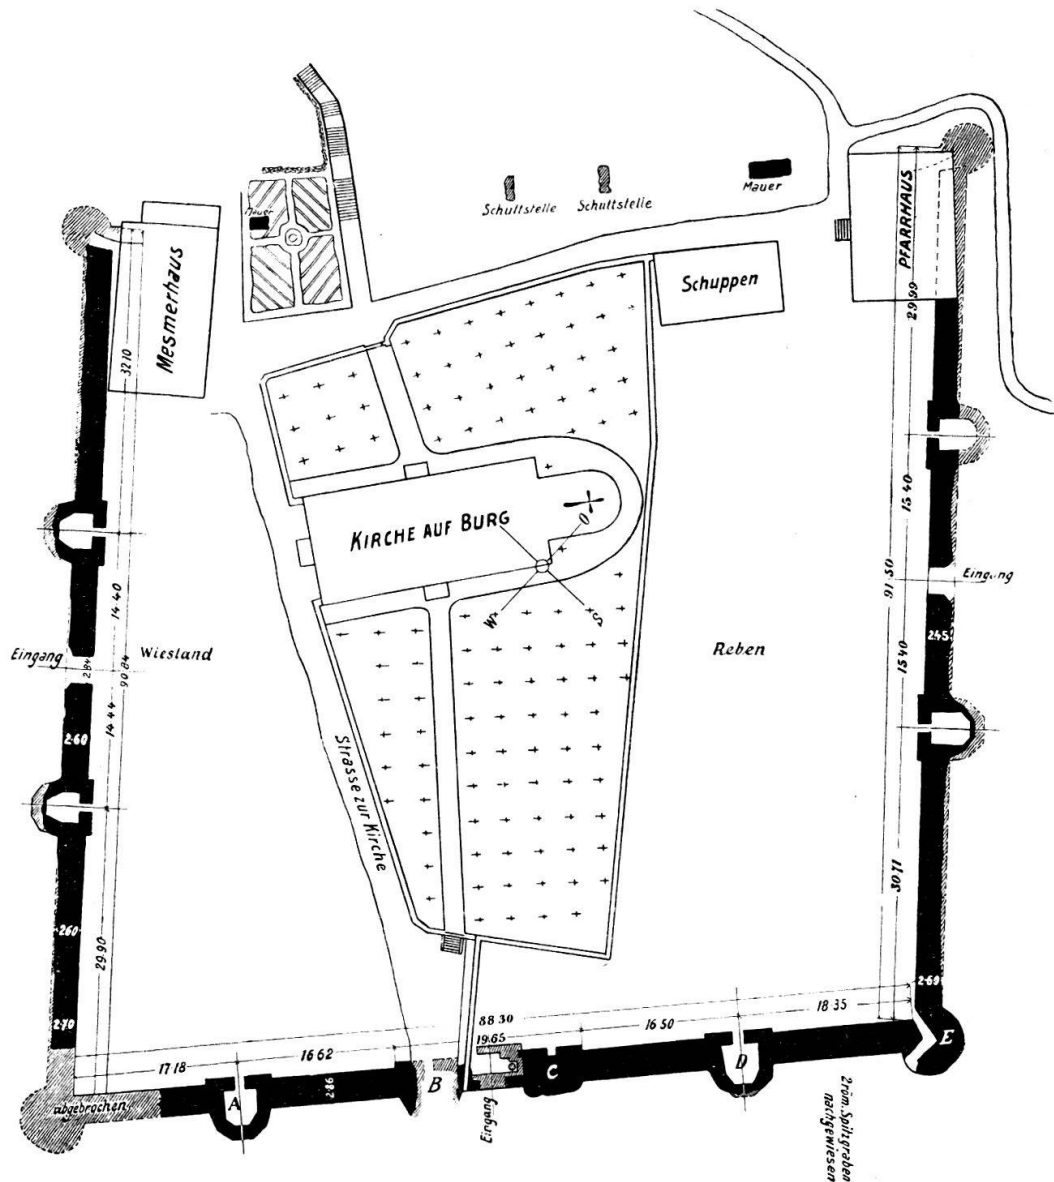 Mauer
Schuttstelle
Schuttstelle
Mauer
PFARRHAUS
29.99
Mesmerhaus
32 10
Schuppen
KIRCHE AUF BURG
O
W
S
15 40
91 50
Eingang
2.45
15 40
14.40
Eingang
2.84
Wiesland
90 84
14.44
2.60
Reben
Strasse zur Kirche
30.71
2.60
29.90
2.70
2.69
88.30
19.65
16 50
18 35
17 18
16 62
2.86
abgebrochen
A
B
C
D
E
Eingang
2 röm. Spitzgraben
nachgewiesen